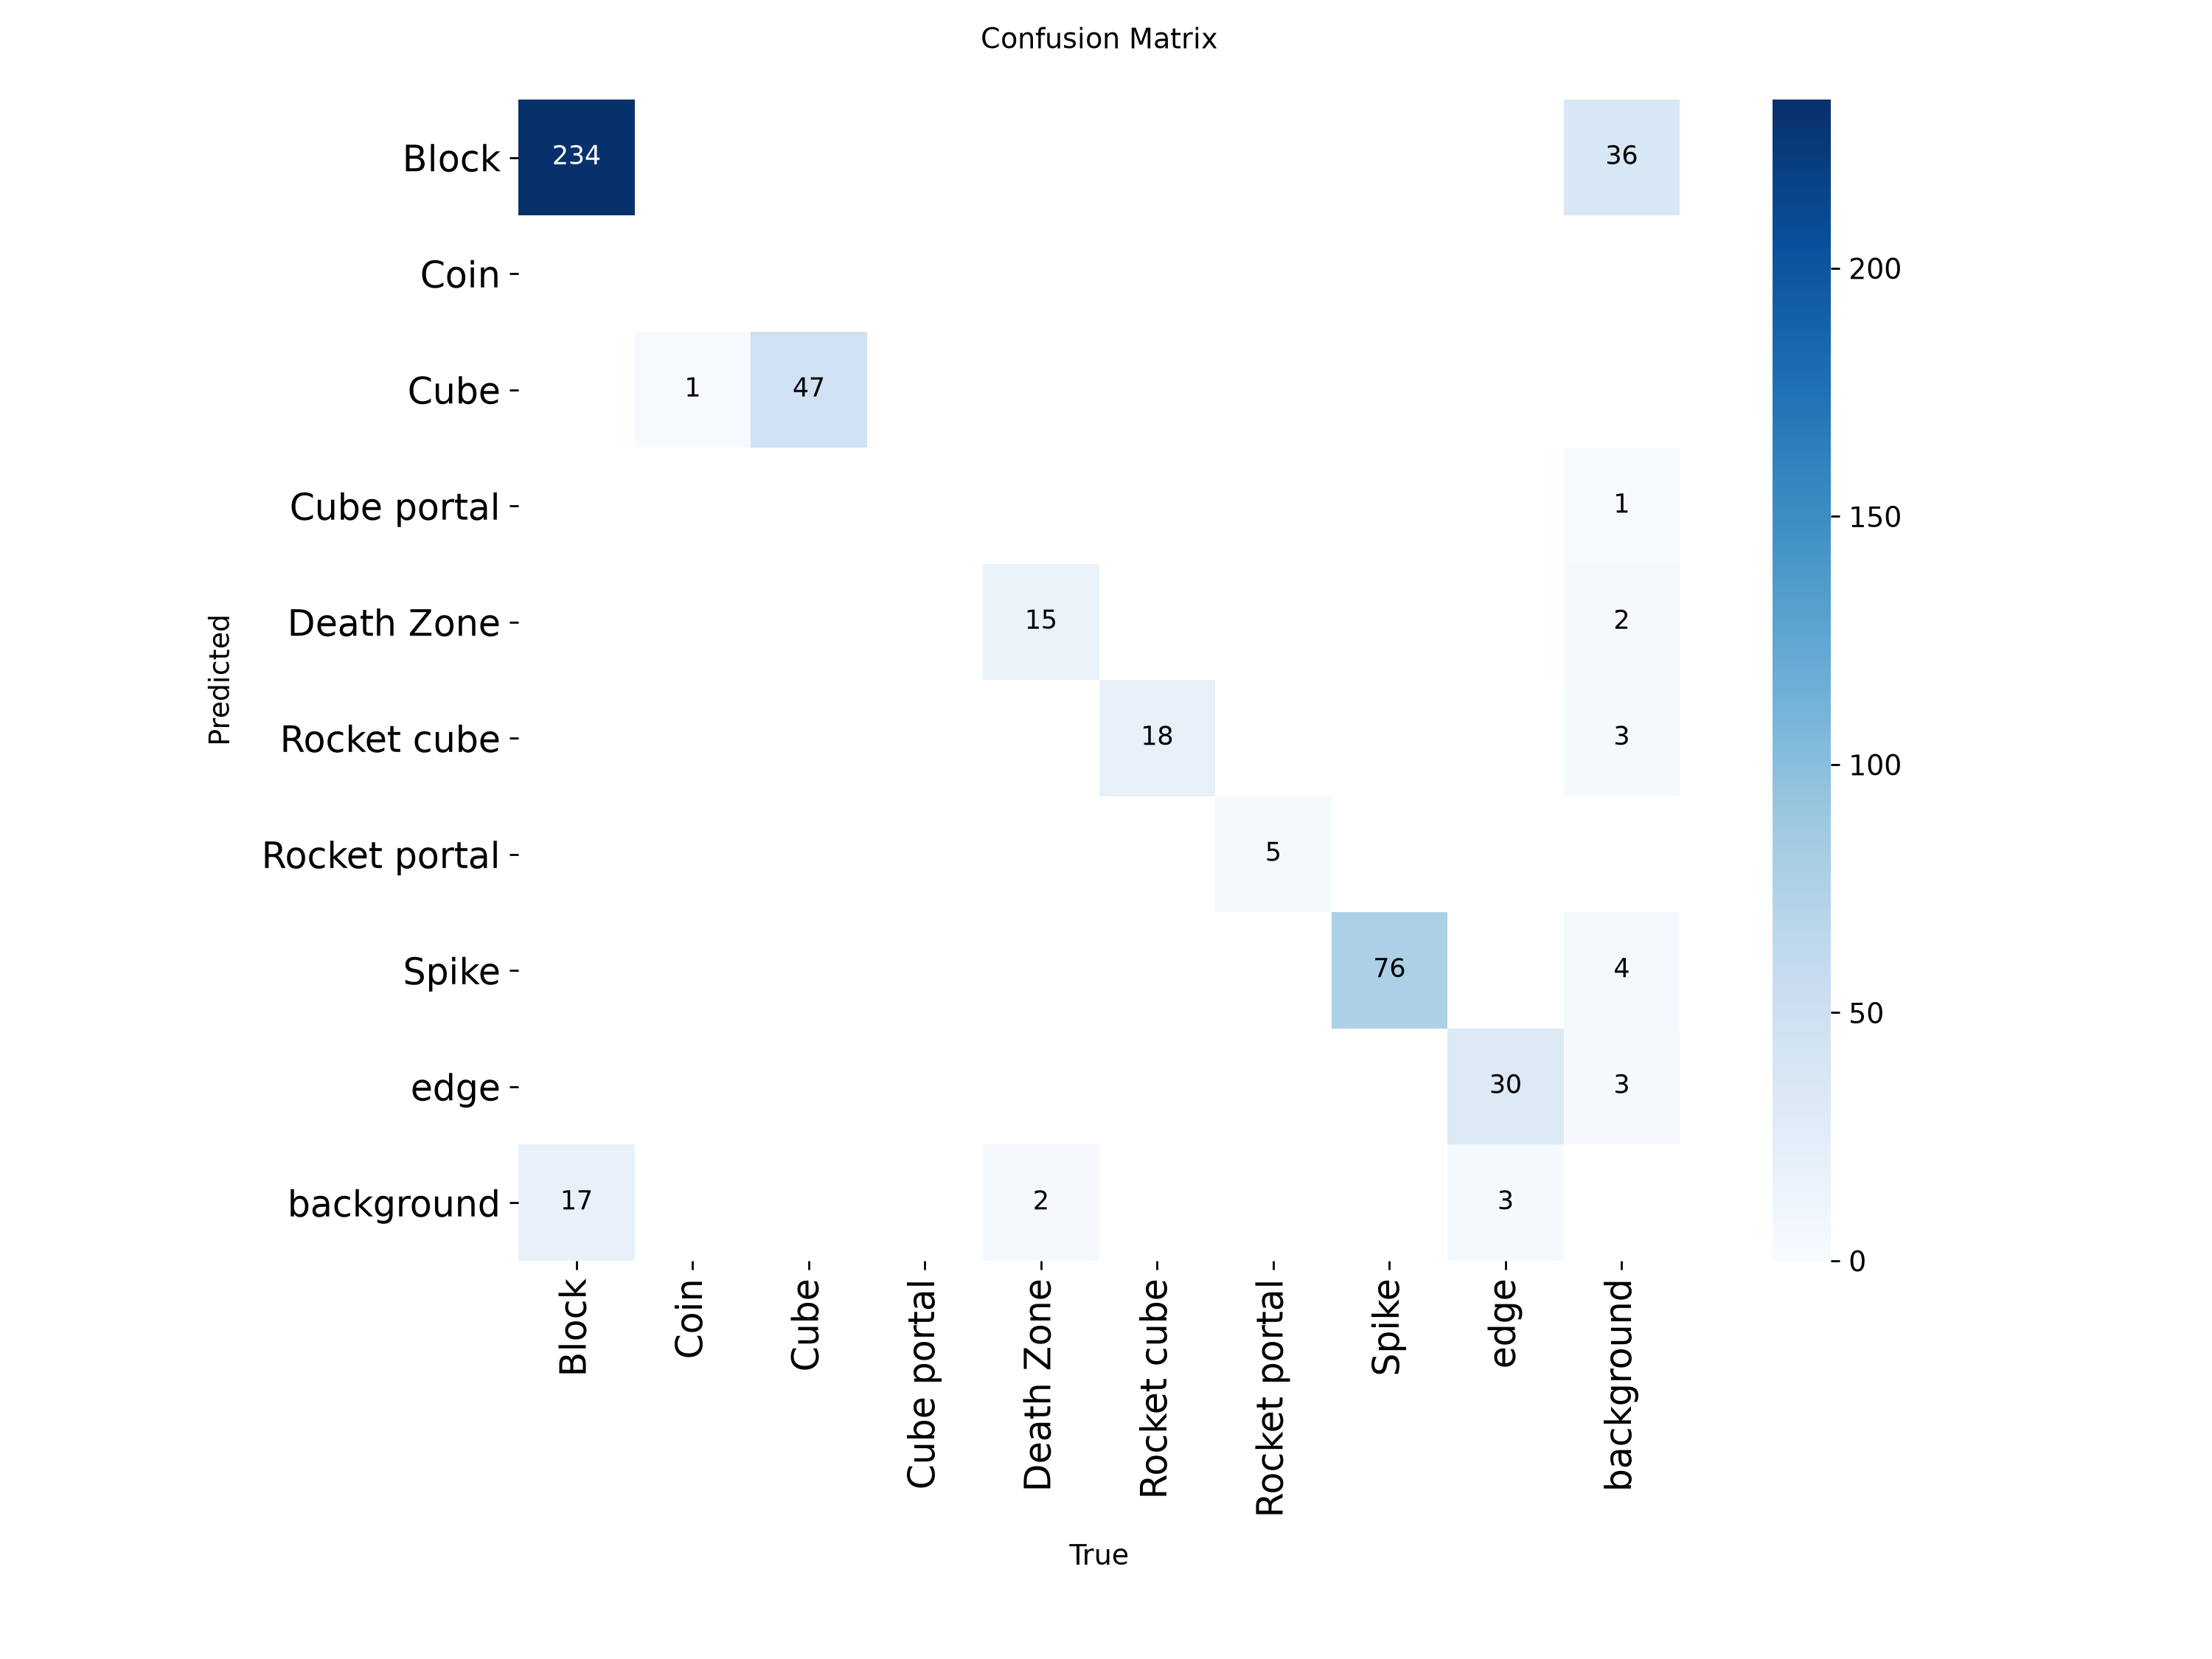 Confusion Matrix
Block
234
36
200
Coin
Cube
1
47
150
Cube portal
1
Death Zone
15
2
Predicted
Rocket cube
18
3
100
Rocket portal
5
Spike
76
4
50
edge
30
3
background
17
2
3
0
Block
Coin
Cube
Cube portal
Death Zone
Rocket cube
Rocket portal
Spike
edge
background
True